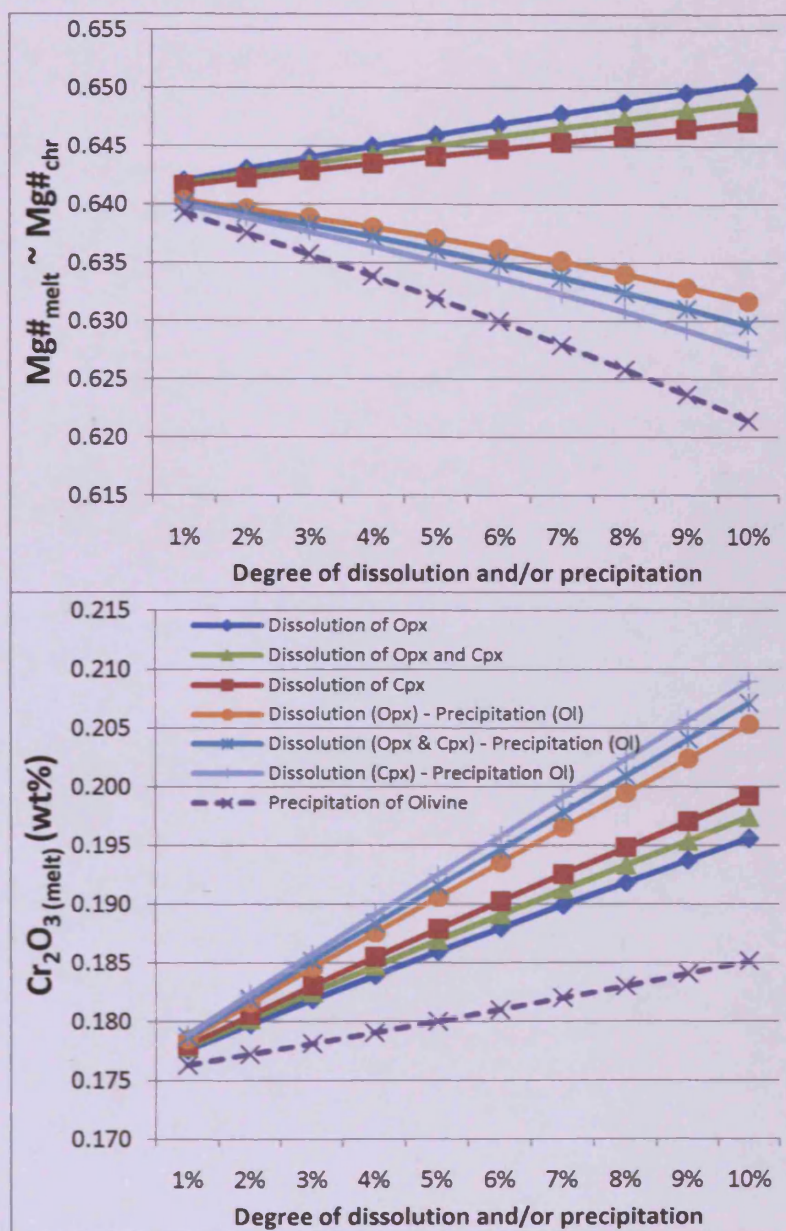 0.655
0.650
0.645
0.640
0.635
0.630
0.625
0.620
0.615
Mg#melt ~ Mg#chr
1% 2% 3% 4% 5% 6% 7% 8% 9% 10%
Degree of dissolution and/or precipitation
0.215
0.210
0.205
0.200
0.195
0.190
0.185
0.180
0.175
0.170
Cr2O3 (melt) (wt%)
Dissolution of Opx
Dissolution of Opx and Cpx
Dissolution of Cpx
Dissolution (Opx) - Precipitation (Ol)
Dissolution (Opx & Cpx) - Precipitation (Ol)
Dissolution (Cpx) - Precipitation Ol)
Precipitation of Olivine
1% 2% 3% 4% 5% 6% 7% 8% 9% 10%
Degree of dissolution and/or precipitation